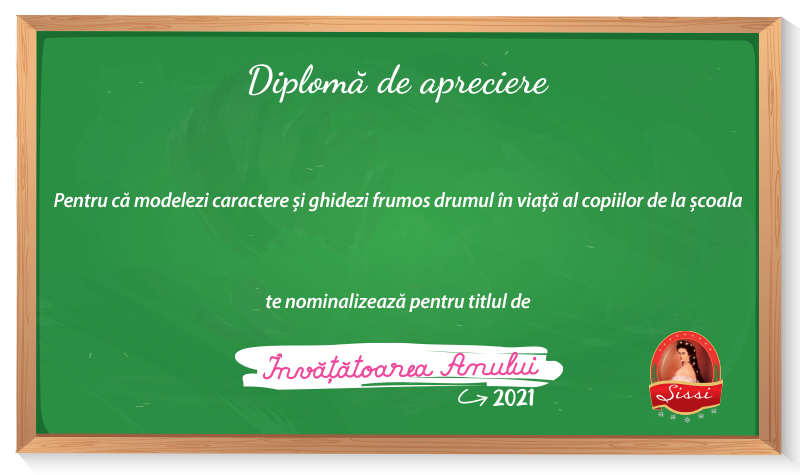 Diplomă de apreciere
Pentru că modelezi caractere și ghidezi frumos drumul în viață al copiilor de la școala
te nominalizează pentru titlul de
Învățătoarea Anului
2021
Sissi